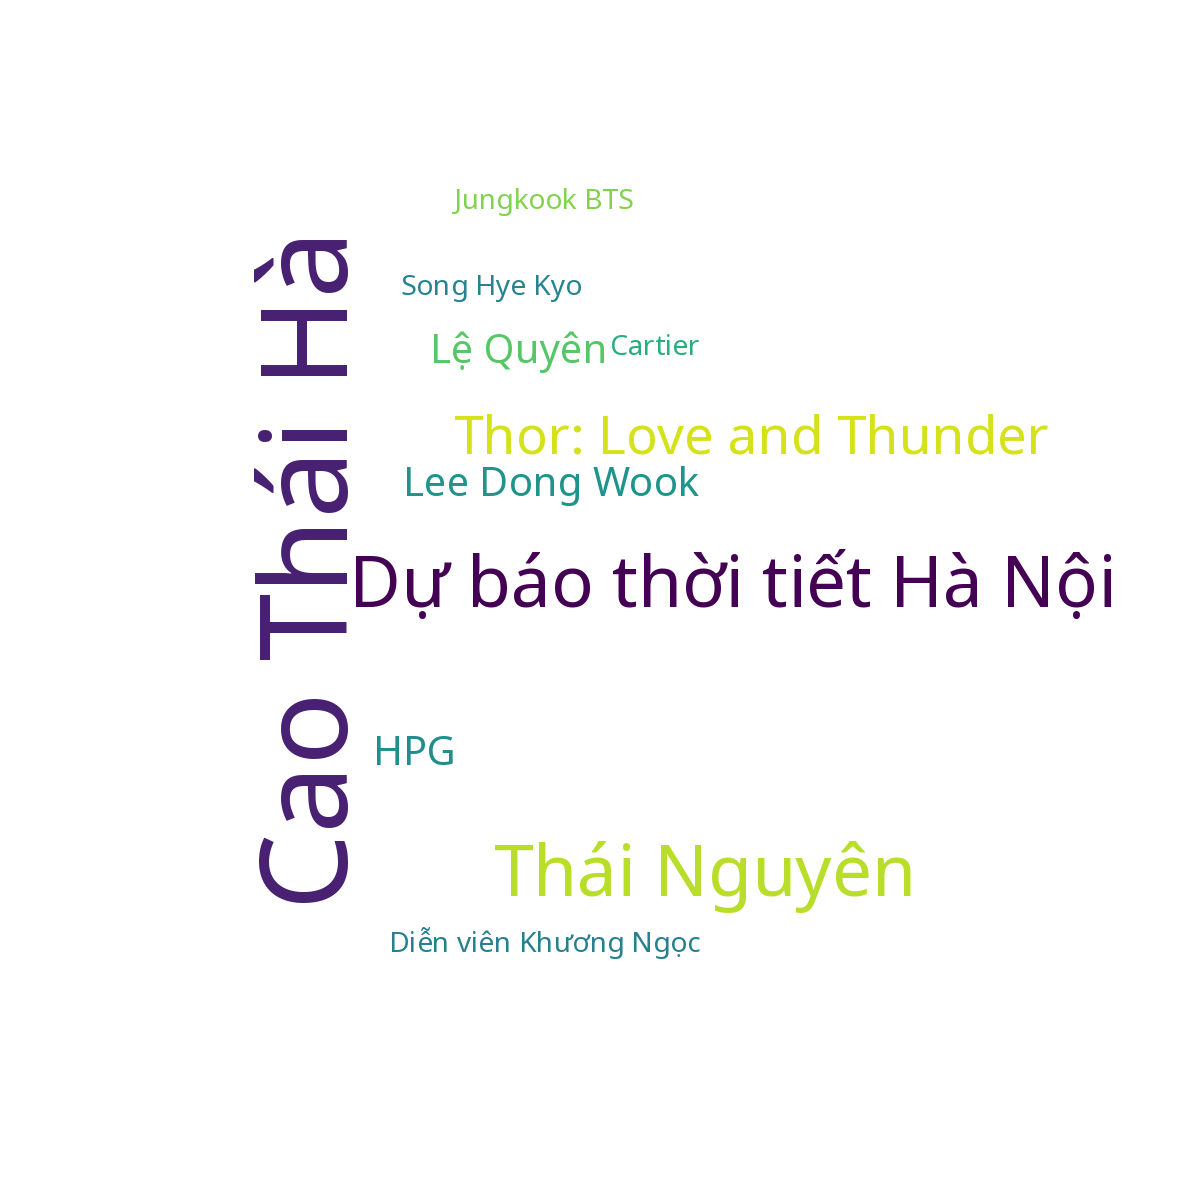 Jungkook BTS
Song Hye Kyo
Lệ Quyên
Cartier
Thor: Love and Thunder
Lee Dong Wook
Cao Thái Hà
Dự báo thời tiết Hà Nội
HPG
Thái Nguyên
Diễn viên Khương Ngọc